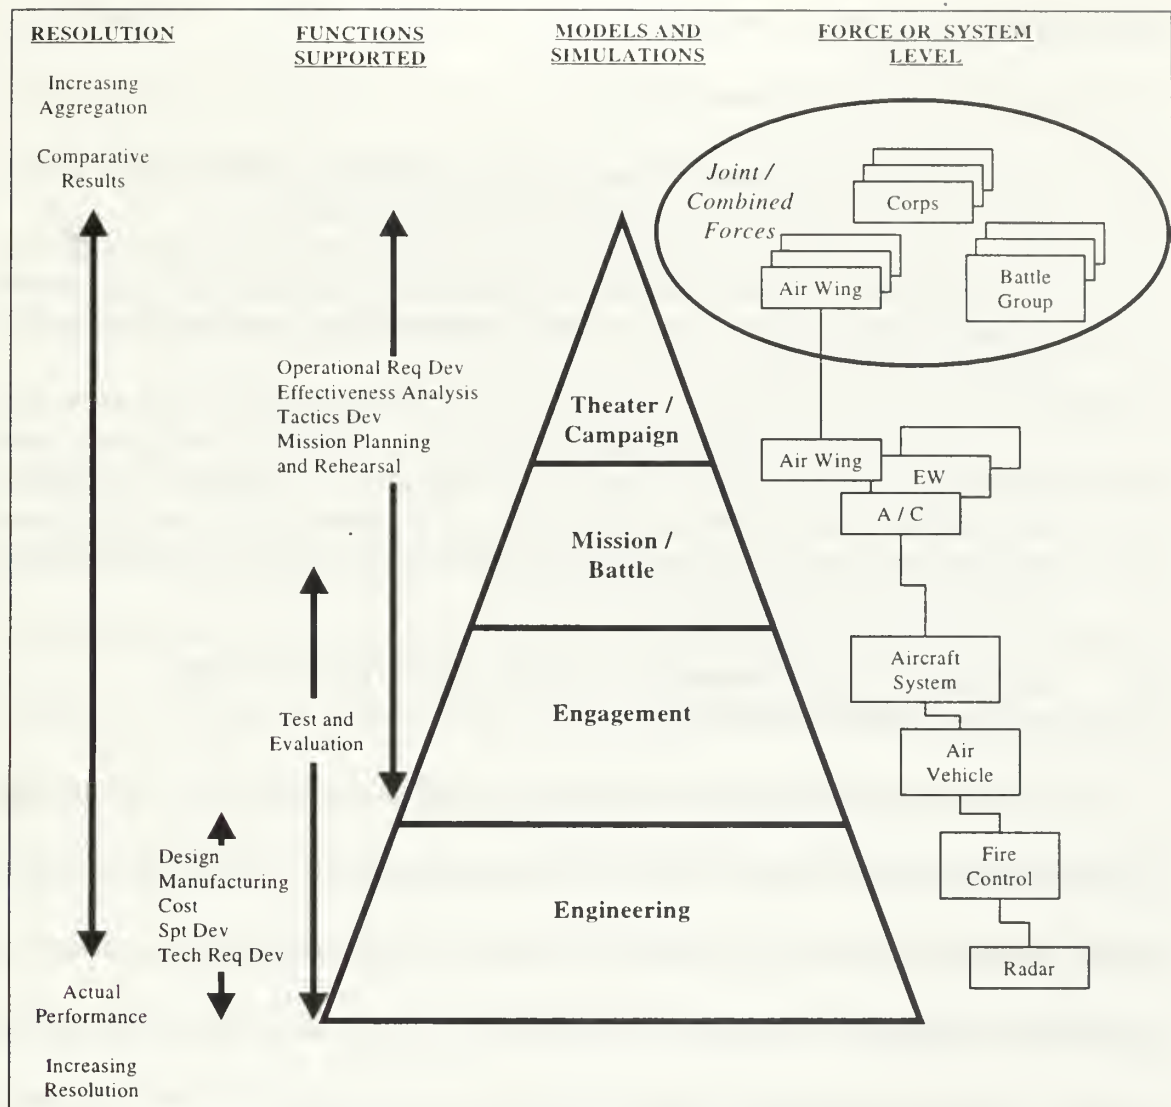 RESOLUTION
Increasing
Aggregation
Comparative
Results
Actual
Performance
Increasing
Resolution
FUNCTIONS
SUPPORTED
Operational Req Dev
Effectiveness Analysis
Tactics Dev
Mission Planning
and Rehearsal
Test and
Evaluation
Design
Manufacturing
Cost
Spt Dev
Tech Req Dev
MODELS AND
SIMULATIONS
Theater /
Campaign
Mission /
Battle
Engagement
Engineering
FORCE OR SYSTEM
LEVEL
Joint /
Combined
Forces
Corps
Air Wing
Battle
Group
Air Wing
EW
A / C
Aircraft
System
Air
Vehicle
Fire
Control
Radar